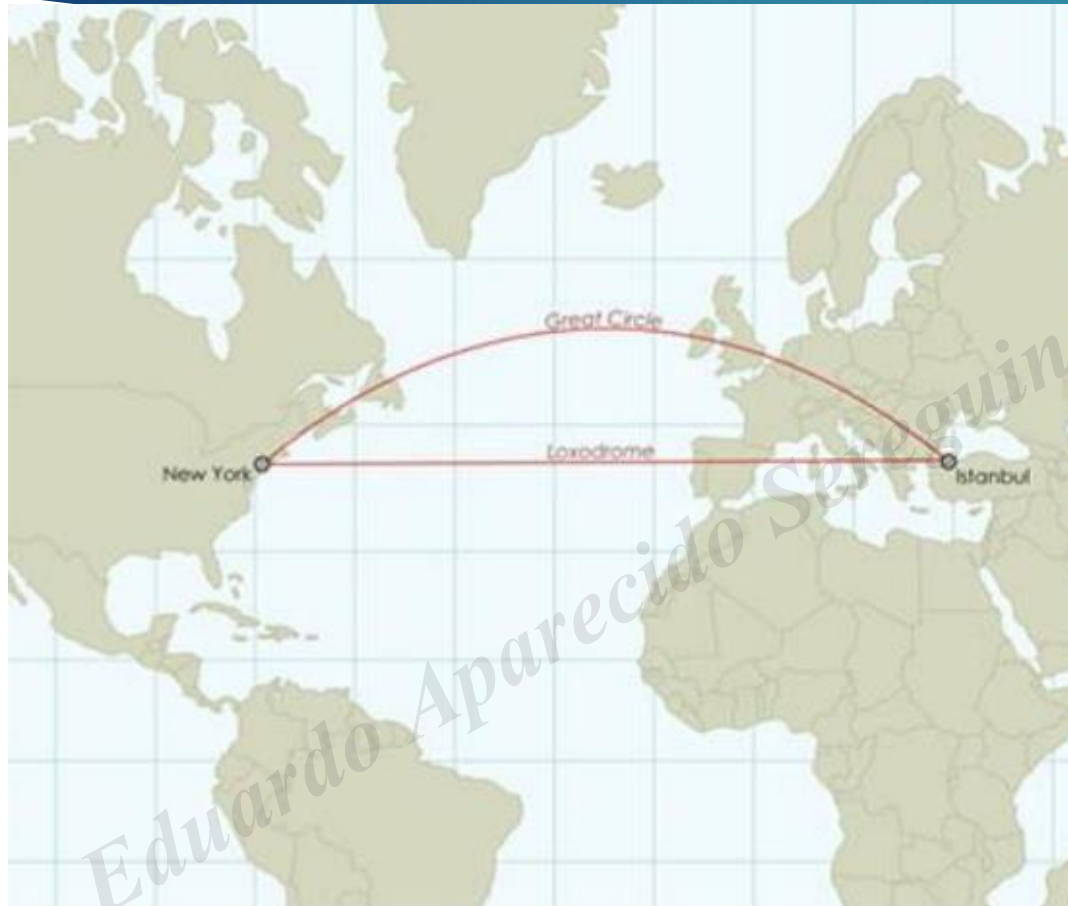 Great Circle
Loxodrome
New York
Istanbul
Eduardo Aparecido Sereguin